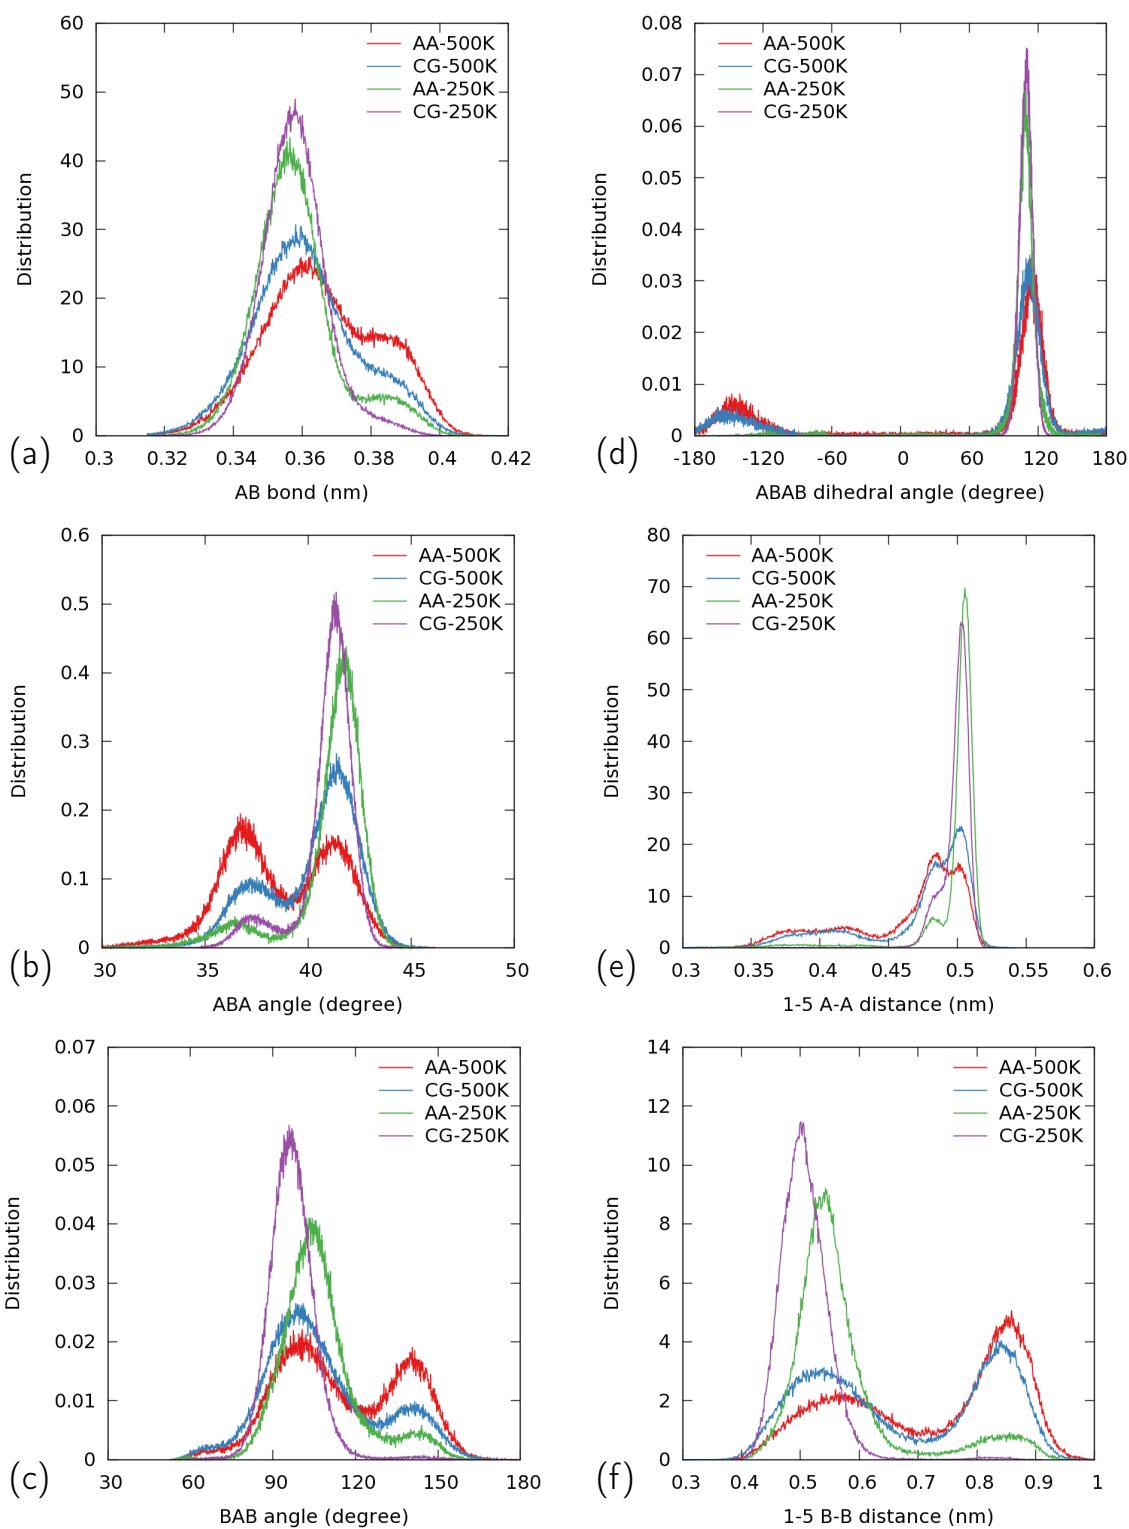 60
50
40
30
20
10
0
0.3 0.32 0.34 0.36 0.38 0.4 0.42
Distribution
AB bond (nm)
AA-500K
CG-500K
AA-250K
CG-250K
(a)
0.08
0.07
0.06
0.05
0.04
0.03
0.02
0.01
0
-180 -120 -60 0 60 120 180
Distribution
ABAB dihedral angle (degree)
AA-500K
CG-500K
AA-250K
CG-250K
(d)
0.6
0.5
0.4
0.3
0.2
0.1
0
30 35 40 45 50
Distribution
ABA angle (degree)
AA-500K
CG-500K
AA-250K
CG-250K
(b)
80
70
60
50
40
30
20
10
0
0.3 0.35 0.4 0.45 0.5 0.55 0.6
Distribution
1-5 A-A distance (nm)
AA-500K
CG-500K
AA-250K
CG-250K
(e)
0.07
0.06
0.05
0.04
0.03
0.02
0.01
0
30 60 90 120 150 180
Distribution
BAB angle (degree)
AA-500K
CG-500K
AA-250K
CG-250K
(c)
14
12
10
8
6
4
2
0
0.3 0.4 0.5 0.6 0.7 0.8 0.9 1
Distribution
1-5 B-B distance (nm)
AA-500K
CG-500K
AA-250K
CG-250K
(f)